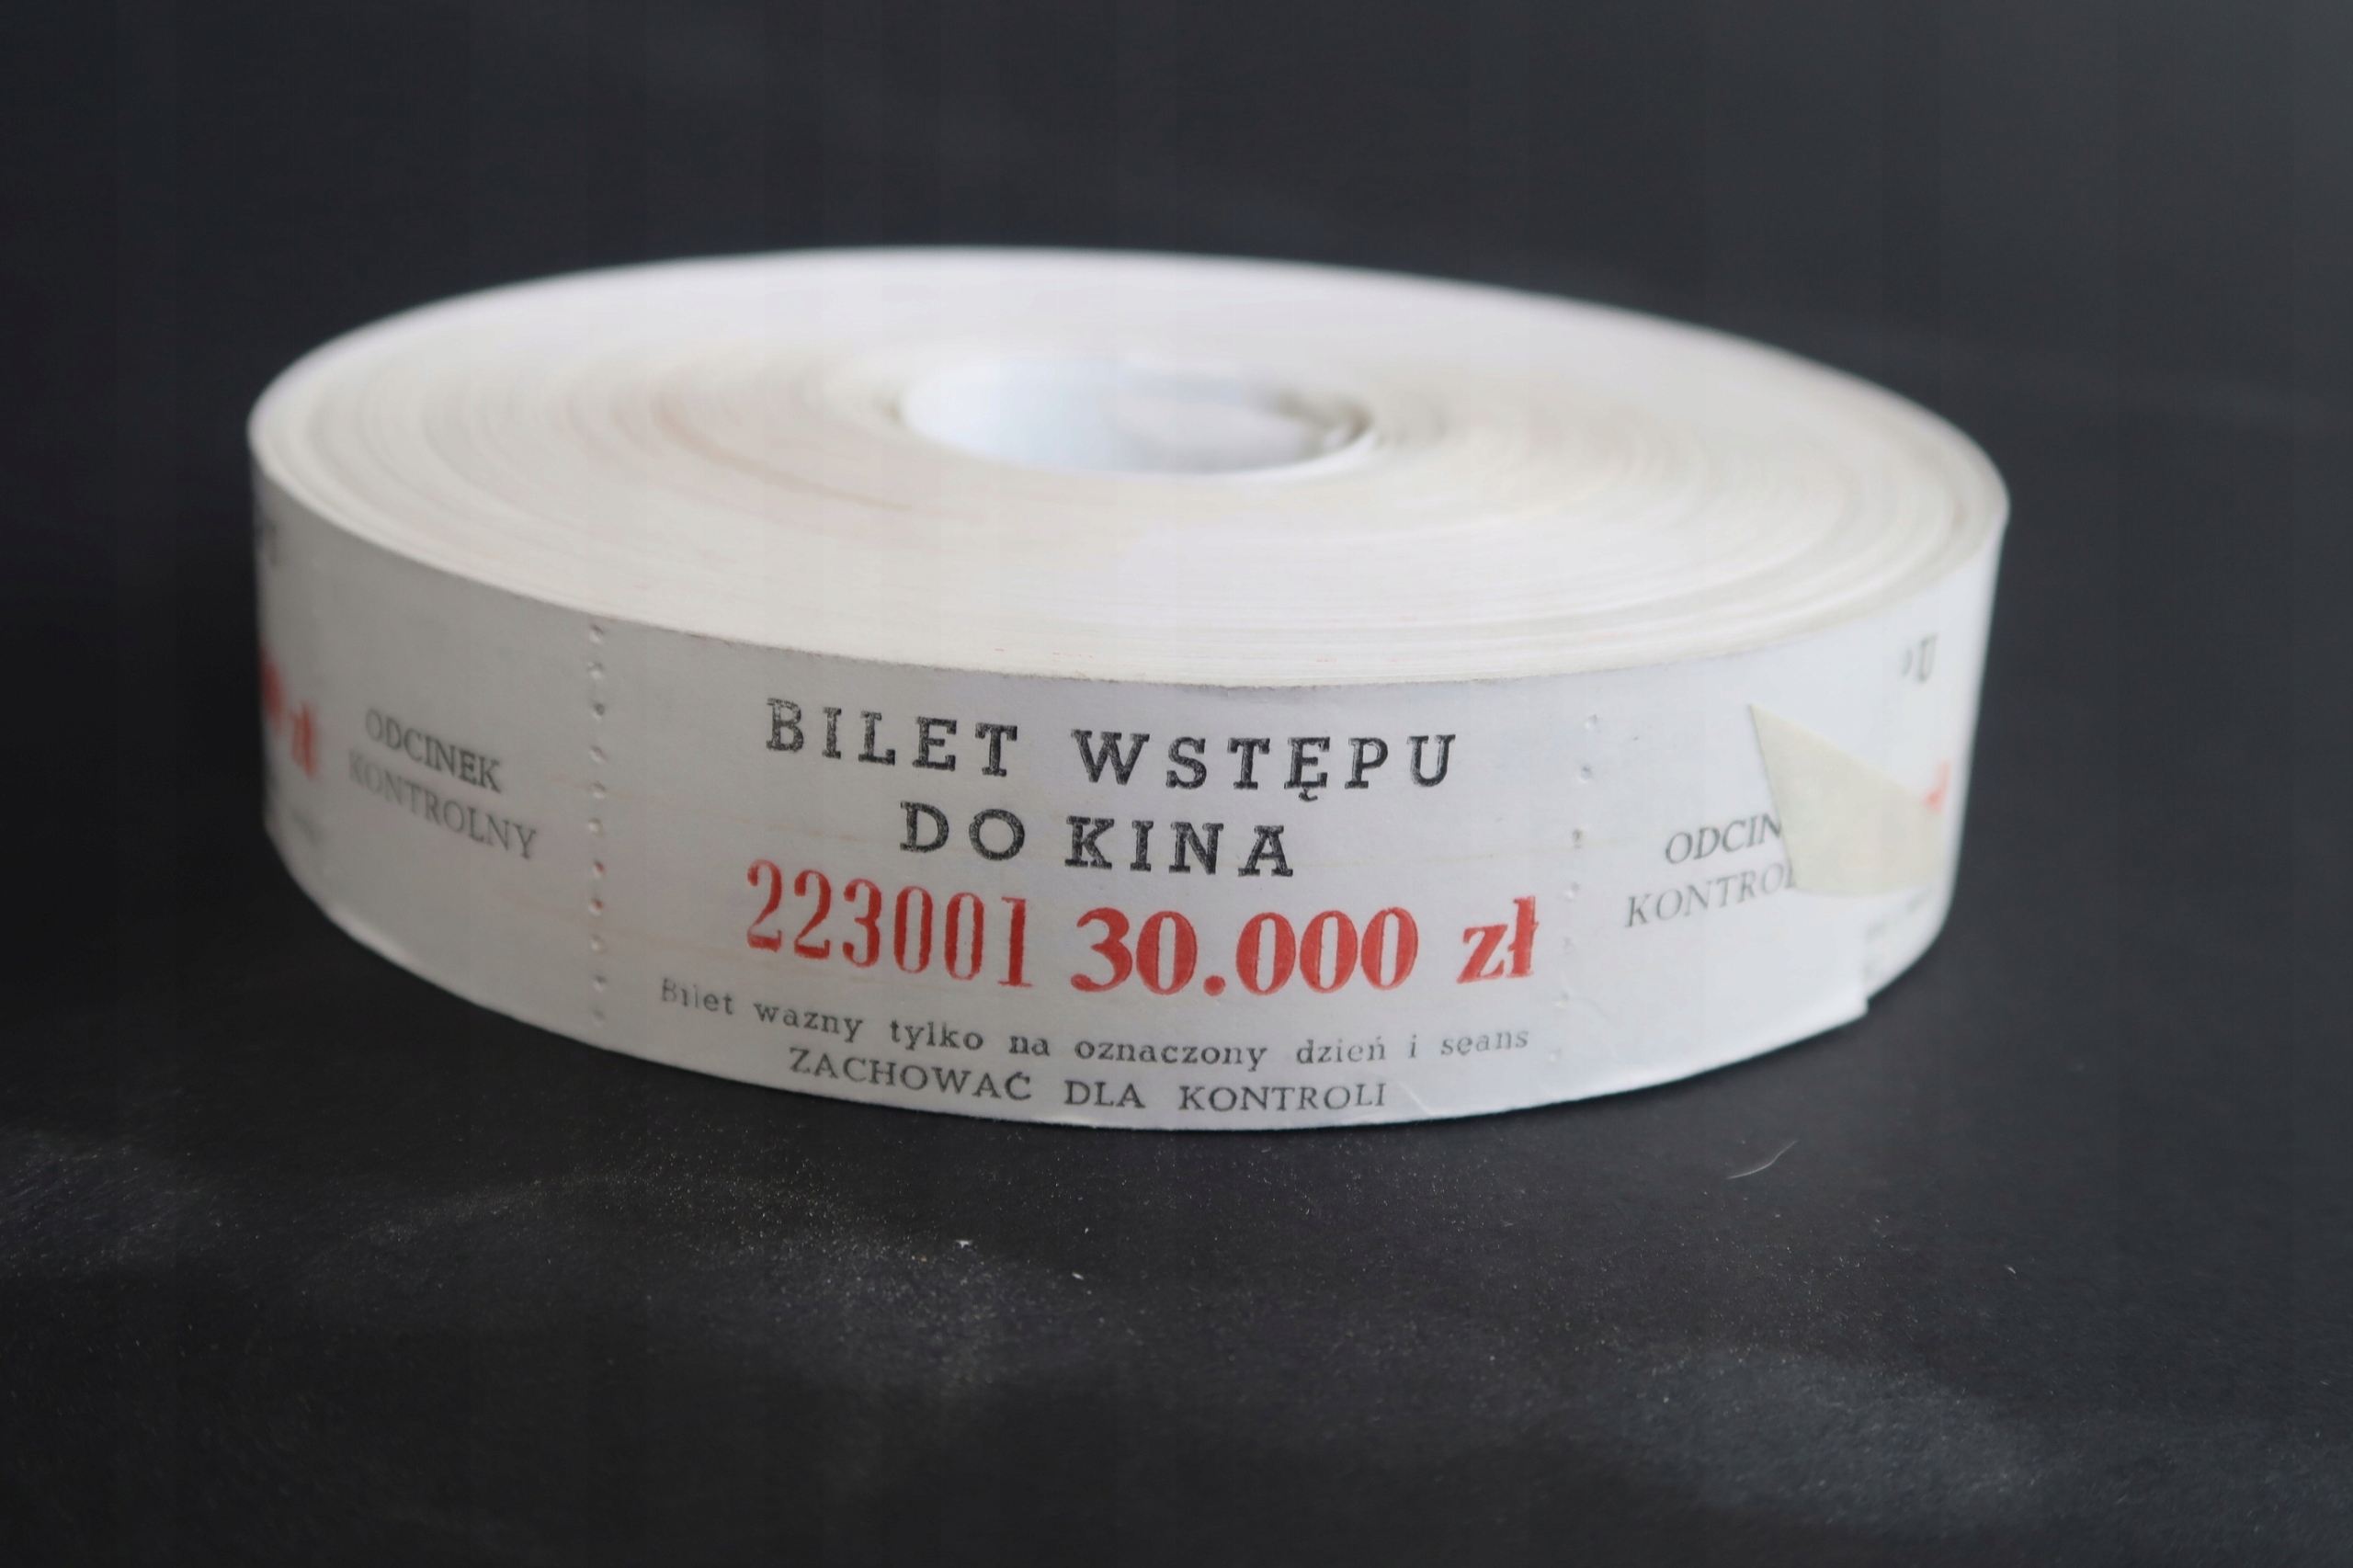 BILET WSTĘPU
DO KINA
223001 30.000 zł
Bilet wazny tylko na oznaczony dzień i seans
ZACHOWAĆ DLA KONTROLI
ODCINEK
KONTROLNY
zł
ODCIN
KONTROL